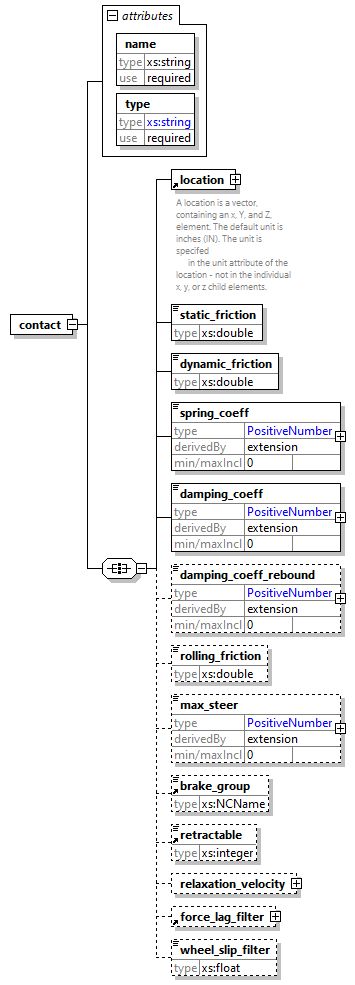 attributes
name
type xs:string
use required
type
type xs:string
use required
contact
location
A location is a vector,
containing an x, Y, and Z,
element. The default unit is
inches (IN). The unit is
specifed
in the unit attribute of the
location - not in the individual
x, y, or z child elements.
static_friction
type xs:double
dynamic_friction
type xs:double
spring_coeff
type PositiveNumber
derivedBy extension
min/maxIncl 0
damping_coeff
type PositiveNumber
derivedBy extension
min/maxIncl 0
damping_coeff_rebound
type PositiveNumber
derivedBy extension
min/maxIncl 0
rolling_friction
type xs:double
max_steer
type PositiveNumber
derivedBy extension
min/maxIncl 0
brake_group
type xs:NCName
retractable
type xs:integer
relaxation_velocity
force_lag_filter
wheel_slip_filter
type xs:float